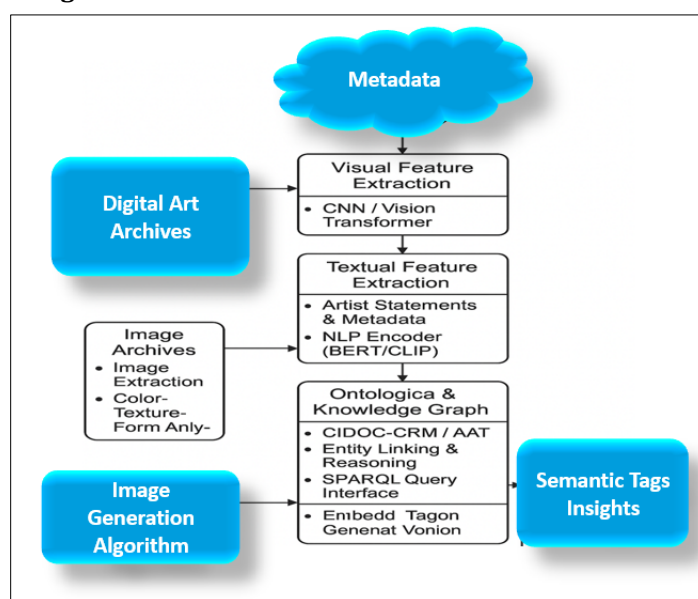 Metadata
Visual Feature
Extraction
• CNN / Vision
Transformer
Digital Art
Archives
Textual Feature
Extraction
• Artist Statements
& Metadata
• NLP Encoder
(BERT/CLIP)
Image
Archives
• Image
Extraction
• Color-
Texture-
Form Anly-
Ontologica &
Knowledge Graph
• CIDOC-CRM / AAT
• Entity Linking &
Reasoning
• SPARQL Query
Interface
• Embedd Tagon
Genenat Vonion
Image
Generation
Algorithm
Semantic Tags
Insights